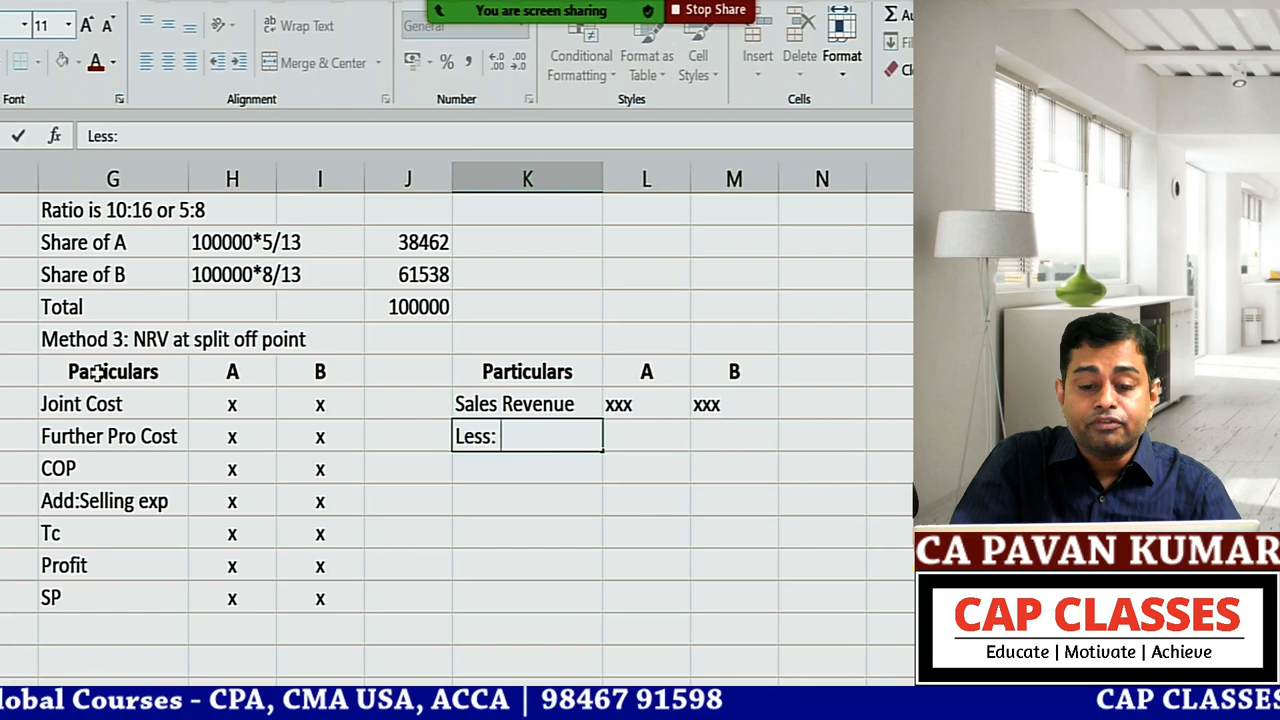 You are screen sharing
Stop Share
11 A A
General
Wrap Text
Merge & Center
Conditional Formatting
Format as Table
Cell Styles
Insert
Delete
Format
Font
Alignment
Number
Styles
Cells
fx Less:
G H I J K L M N
Ratio is 10:16 or 5:8
Share of A 100000*5/13 38462
Share of B 100000*8/13 61538
Total 100000
Method 3: NRV at split off point
Particulars A B Particulars A B
Joint Cost x x Sales Revenue xxx xxx
Further Pro Cost x x Less:
COP x x
Add:Selling exp x x
Tc x x
Profit x x
SP x x
CA PAVAN KUMAR
CAP CLASSES
Educate | Motivate | Achieve
lobal Courses - CPA, CMA USA, ACCA | 98467 91598
CAP CLASSES